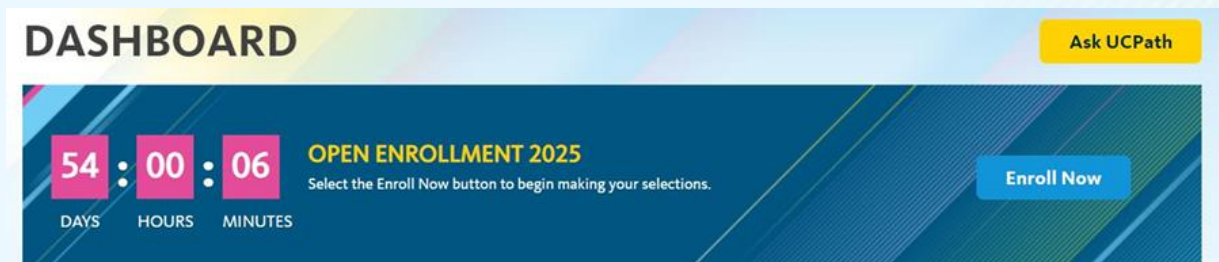 DASHBOARD
Ask UCPath
54 : 00 : 06
DAYS HOURS MINUTES
OPEN ENROLLMENT 2025
Select the Enroll Now button to begin making your selections.
Enroll Now